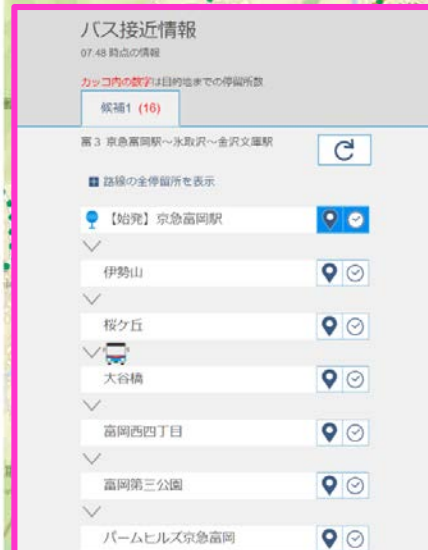 バス接近情報
07:48 時点の情報
カッコ内の数字は目的地までの停留所数
候補1 (16)
富3 京急富岡駅～氷取沢～金沢文庫駅
路線の全停留所を表示
【始発】京急富岡駅
伊勢山
桜ケ丘
大谷橋
富岡西四丁目
富岡第三公園
パームヒルズ京急富岡